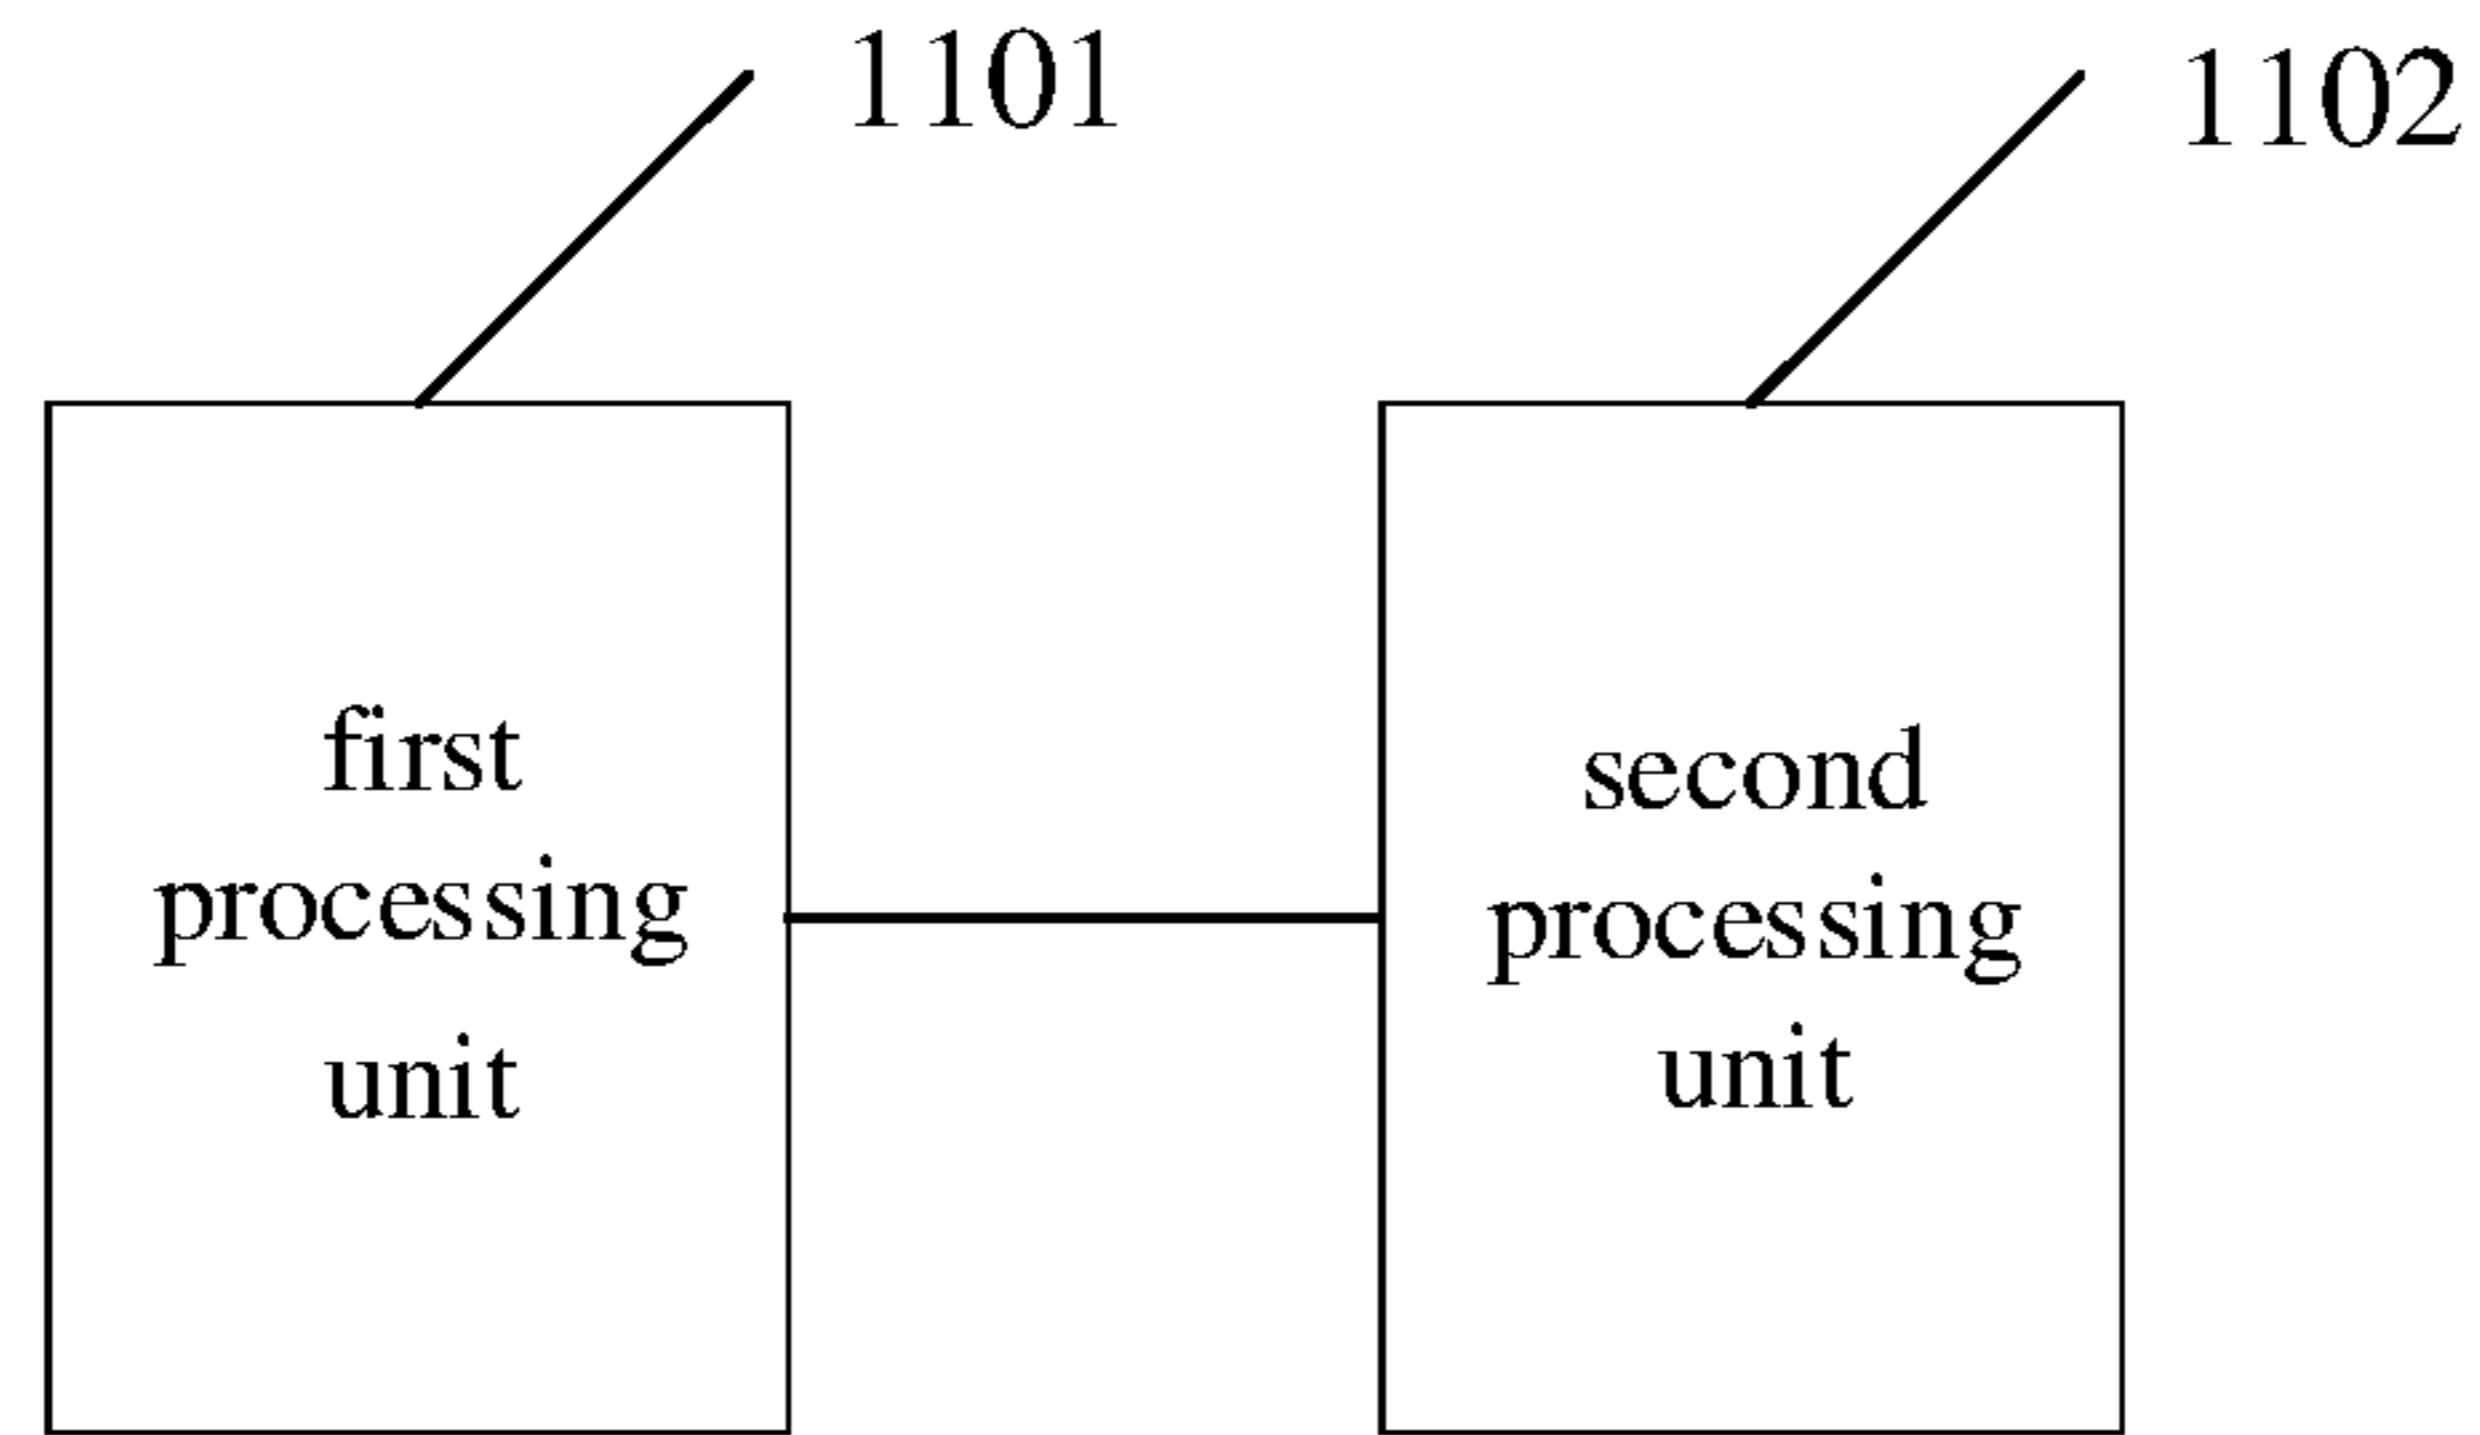 1101
1102
first
processing
unit
second
processing
unit